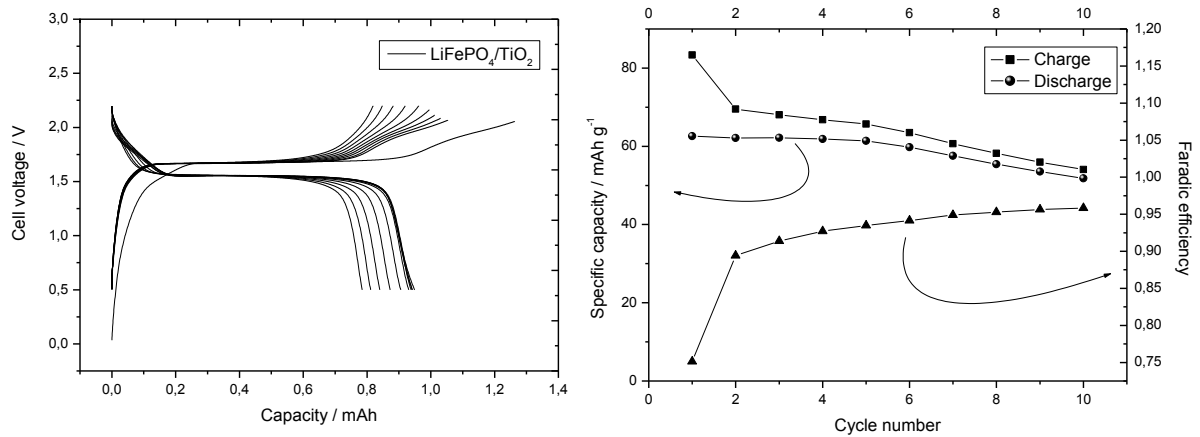 3,0
2,5
2,0
1,5
1,0
0,5
0,0
Cell voltage / V
LiFePO4/TiO2
0,0 0,2 0,4 0,6 0,8 1,0 1,2 1,4
Capacity / mAh
0 2 4 6 8 10
80
60
40
20
0
Specific capacity / mAh g-1
Charge
Discharge
1,20
1,15
1,10
1,05
1,00
0,95
0,90
0,85
0,80
0,75
Faradic efficiency
0 2 4 6 8 10
Cycle number